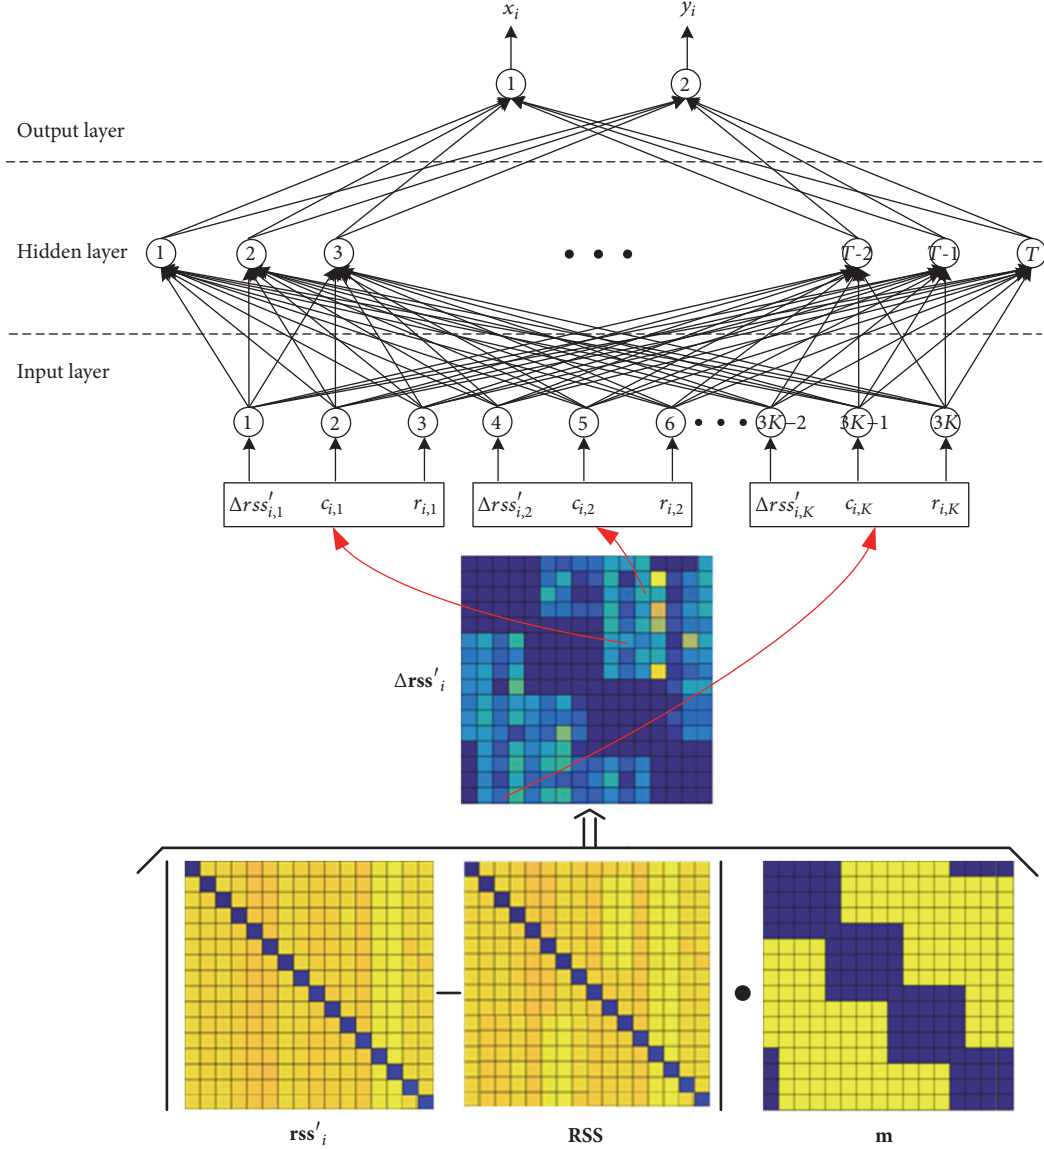 x_i y_i
1 2
Output layer
Hidden layer 1 2 3 T-2 T-1 T
Input layer
1 2 3 4 5 6 3K−2 3K−1 3K
Δrss′_{i,1} c_{i,1} r_{i,1} Δrss′_{i,2} c_{i,2} r_{i,2} Δrss′_{i,K} c_{i,K} r_{i,K}
Δrss′_i
rss′_i RSS m